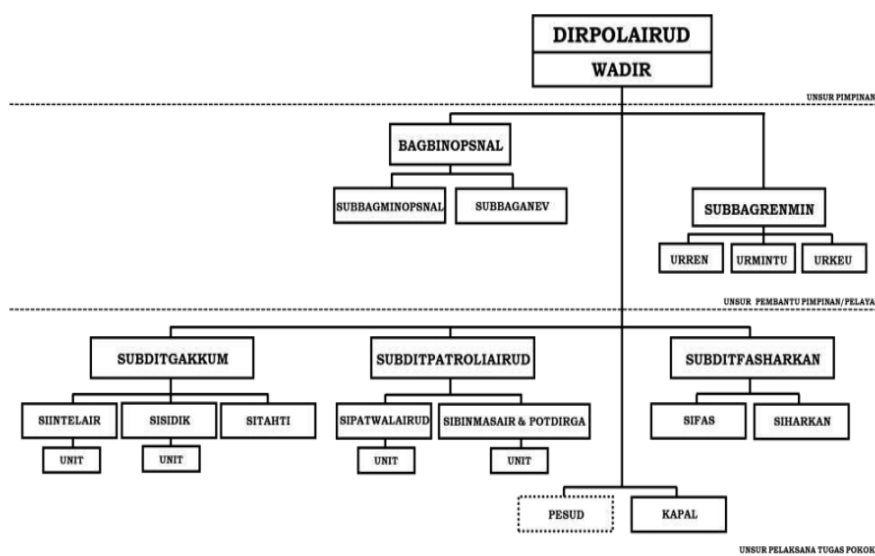 DIRPOLAIRUD
WADIR
UNSUR PIMPINAN
BAGBINOPSNAL
SUBBAGMINOPSNAL
SUBBAGANEV
SUBBAGRENMIN
URREN
URMINTU
URKEU
UNSUR PEMBANTU PIMPINAN/PELAYA
SUBDITGAKKUM
SUBDITPATROLIAIRUD
SUBDITFASHARKAN
SIINTELAIR
SISIDIK
SITAHTI
SIPATWALAIRUD
SIBINMASAIR & POTDIRGA
SIFAS
SIHARKAN
UNIT
UNIT
UNIT
UNIT
PESUD
KAPAL
UNSUR PELAKSANA TUGAS POKOK